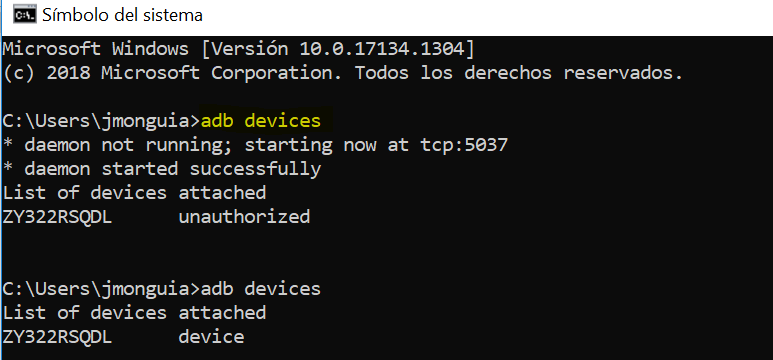 Símbolo del sistema
Microsoft Windows [Versión 10.0.17134.1304]
(c) 2018 Microsoft Corporation. Todos los derechos reservados.
C:\Users\jmonguia>adb devices
* daemon not running; starting now at tcp:5037
* daemon started successfully
List of devices attached
ZY322RSQDL      unauthorized
C:\Users\jmonguia>adb devices
List of devices attached
ZY322RSQDL      device